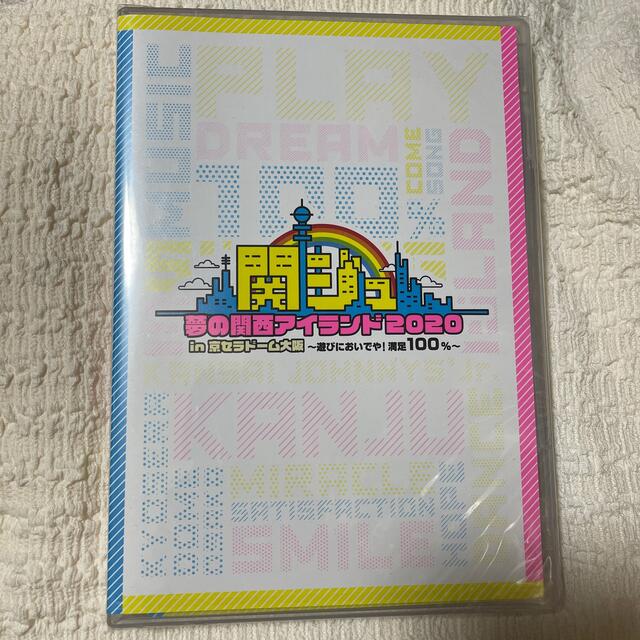 PLAY
MUSIC
DREAM
COME
SONG
100%
ISLAND
関ジュ
夢の関西アイランド2020
in 京セラドーム大阪 ～遊びにおいでや!満足100%～
KANSAI JOHNNYS'Jr.
KANJU
DANCE
KYOCERA
DOME
OSAKA
MIRACLE
SATISFACTION
SMILE
HOPE